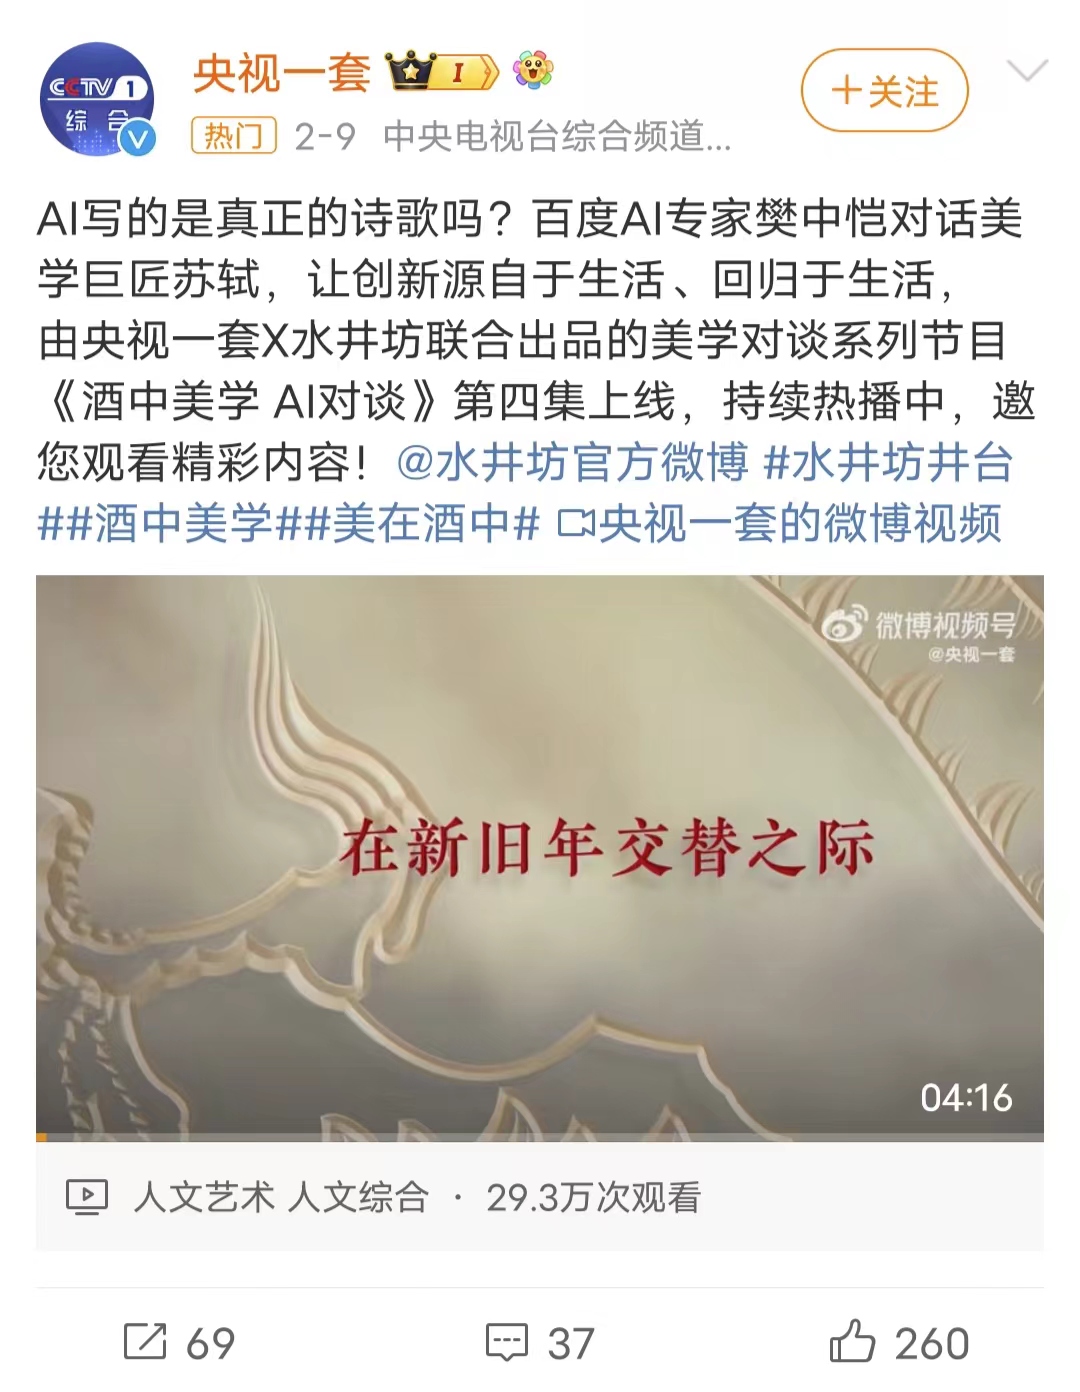 CCTV 1
综合
央视一套
I
+关注
热门 2-9 中央电视台综合频道...
AI写的是真正的诗歌吗？百度AI专家樊中恺对话美
学巨匠苏轼，让创新源自于生活、回归于生活，
由央视一套X水井坊联合出品的美学对谈系列节目
《酒中美学 AI对谈》第四集上线，持续热播中，邀
您观看精彩内容！@水井坊官方微博 #水井坊井台
##酒中美学##美在酒中# 央视一套的微博视频
微博视频号
@央视一套
在新旧年交替之际
04:16
人文艺术 人文综合 · 29.3万次观看
69 37 260